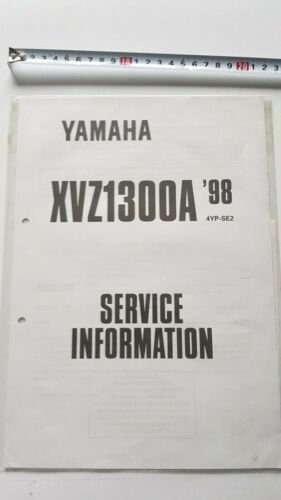 YAMAHA
XVZ1300A '98
4YP-SE2
SERVICE
INFORMATION